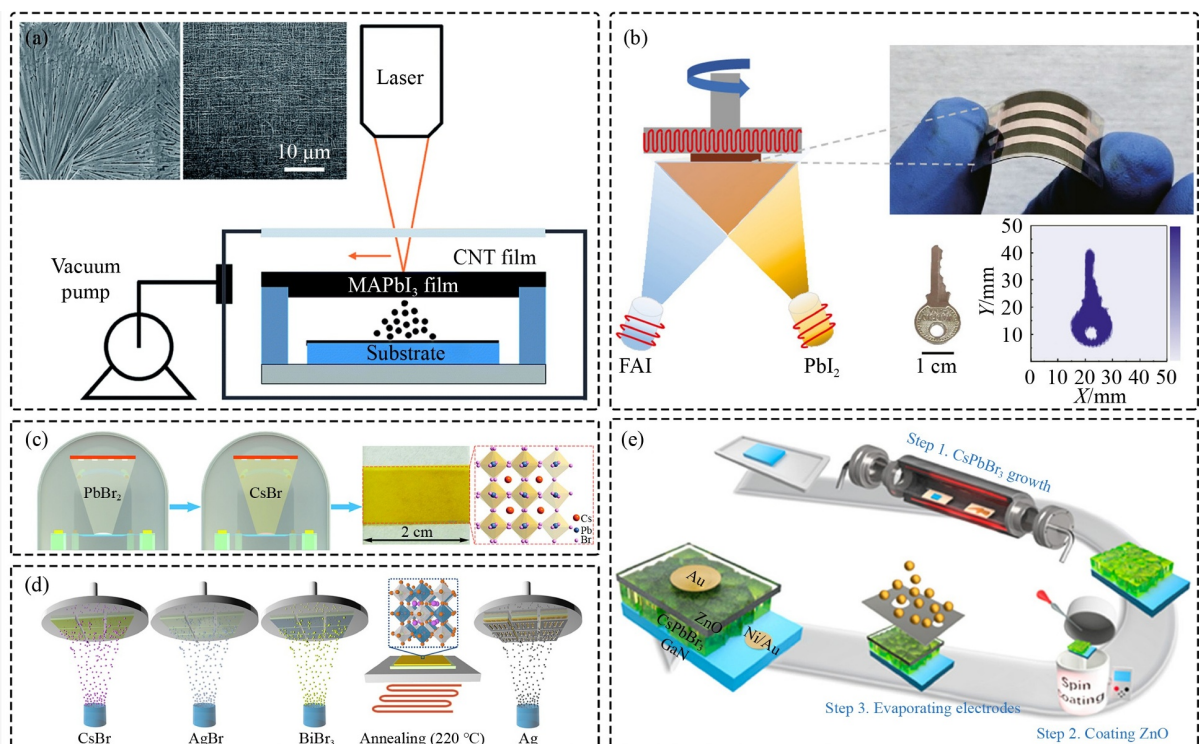 (a)
Laser
10 μm
Vacuum
pump
CNT film
MAPbI₃ film
Substrate
(b)
FAI
PbI₂
1 cm
Y/mm
50
40
30
20
10
0 10 20 30 40 50
X/mm
(c)
PbBr₂
CsBr
2 cm
Cs
Pb
Br
(d)
CsBr
AgBr
BiBr₃
Annealing (220 ℃)
Ag
(e)
Step 1. CsPbBr₃ growth
Au
ZnO
CsPbBr₃
GaN
Ni/Au
Spin
coating
Step 3. Evaporating electrodes
Step 2. Coating ZnO